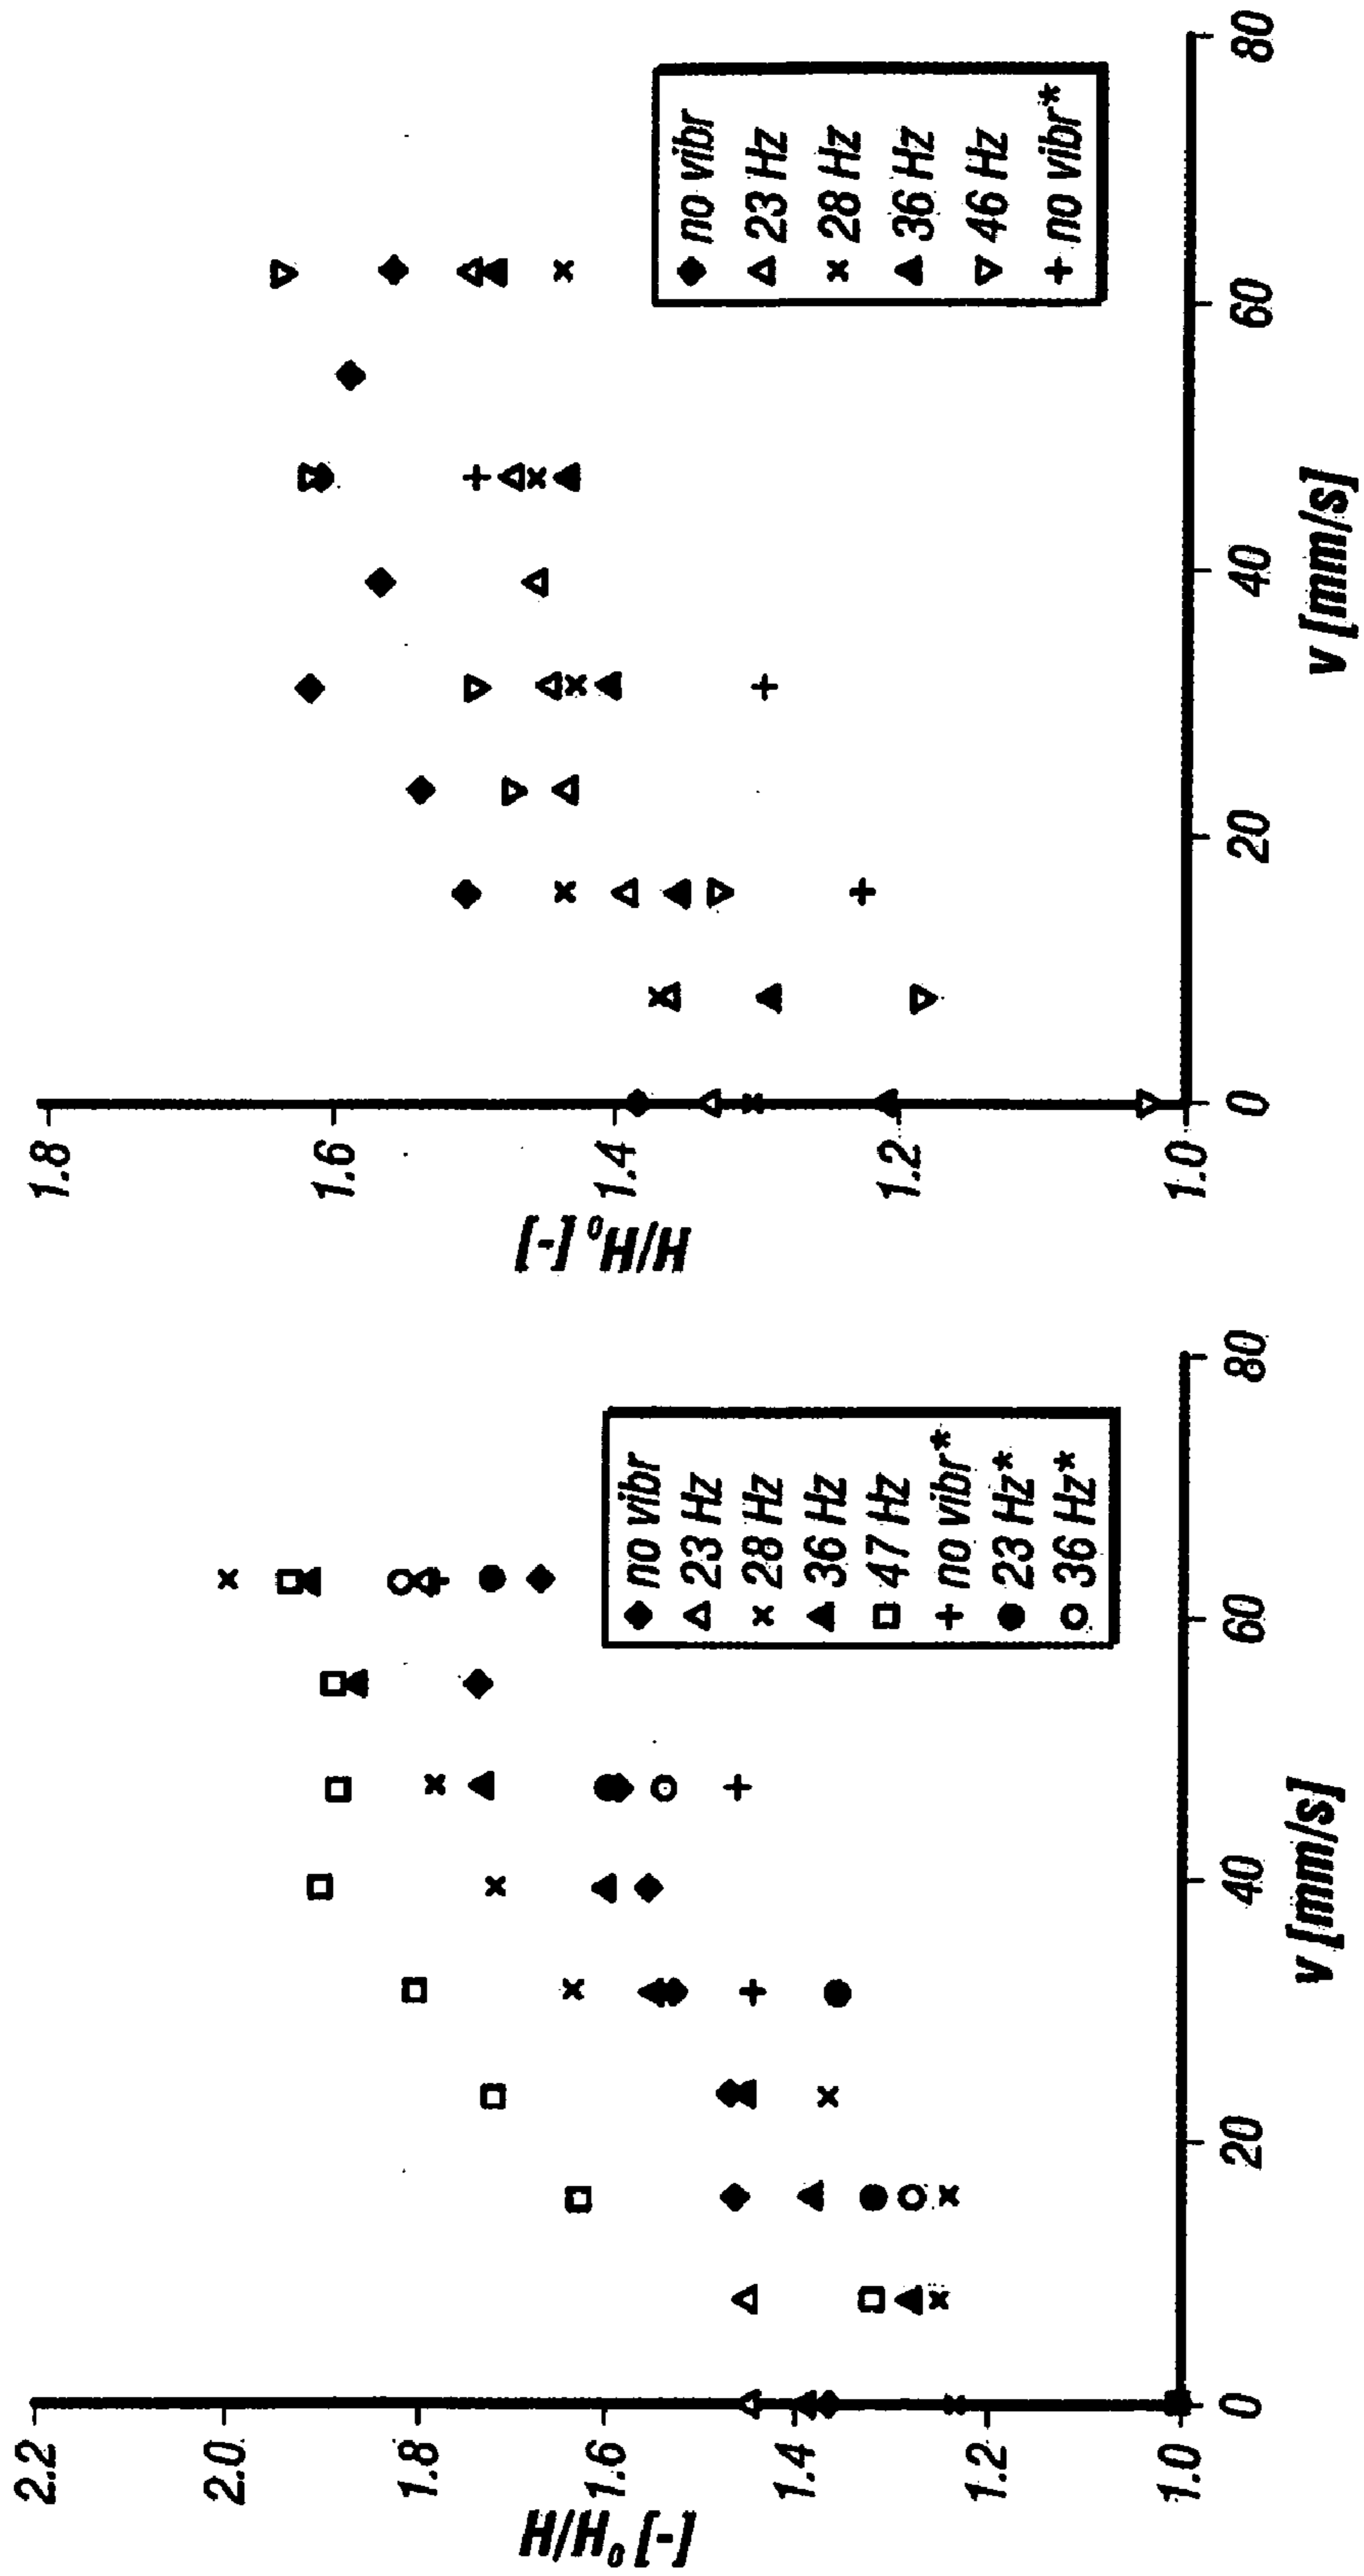 2.2
2.0
1.8
1.6
1.4
1.2
1.0
H/H₀ [-]
0
20
40
60
80
v [mm/s]
no vibr
23 Hz
28 Hz
36 Hz
47 Hz
no vibr*
23 Hz*
36 Hz*
1.8
1.6
1.4
1.2
1.0
H/H₀ [-]
0
20
40
60
80
v [mm/s]
no vibr
23 Hz
28 Hz
36 Hz
46 Hz
no vibr*